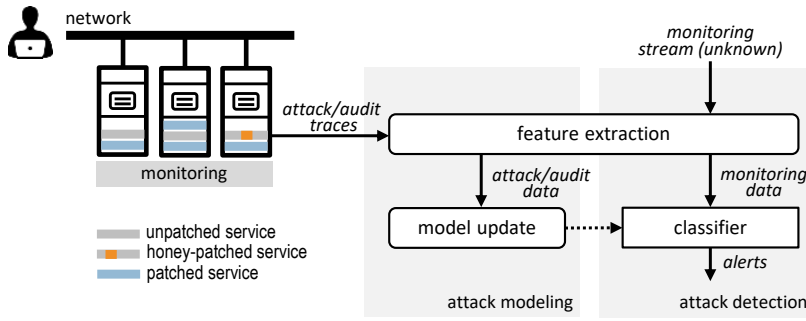 network
monitoring
stream (unknown)
attack/audit
traces
feature extraction
monitoring
attack/audit
data
monitoring
data
unpatched service
honey-patched service
patched service
model update
classifier
alerts
attack modeling
attack detection